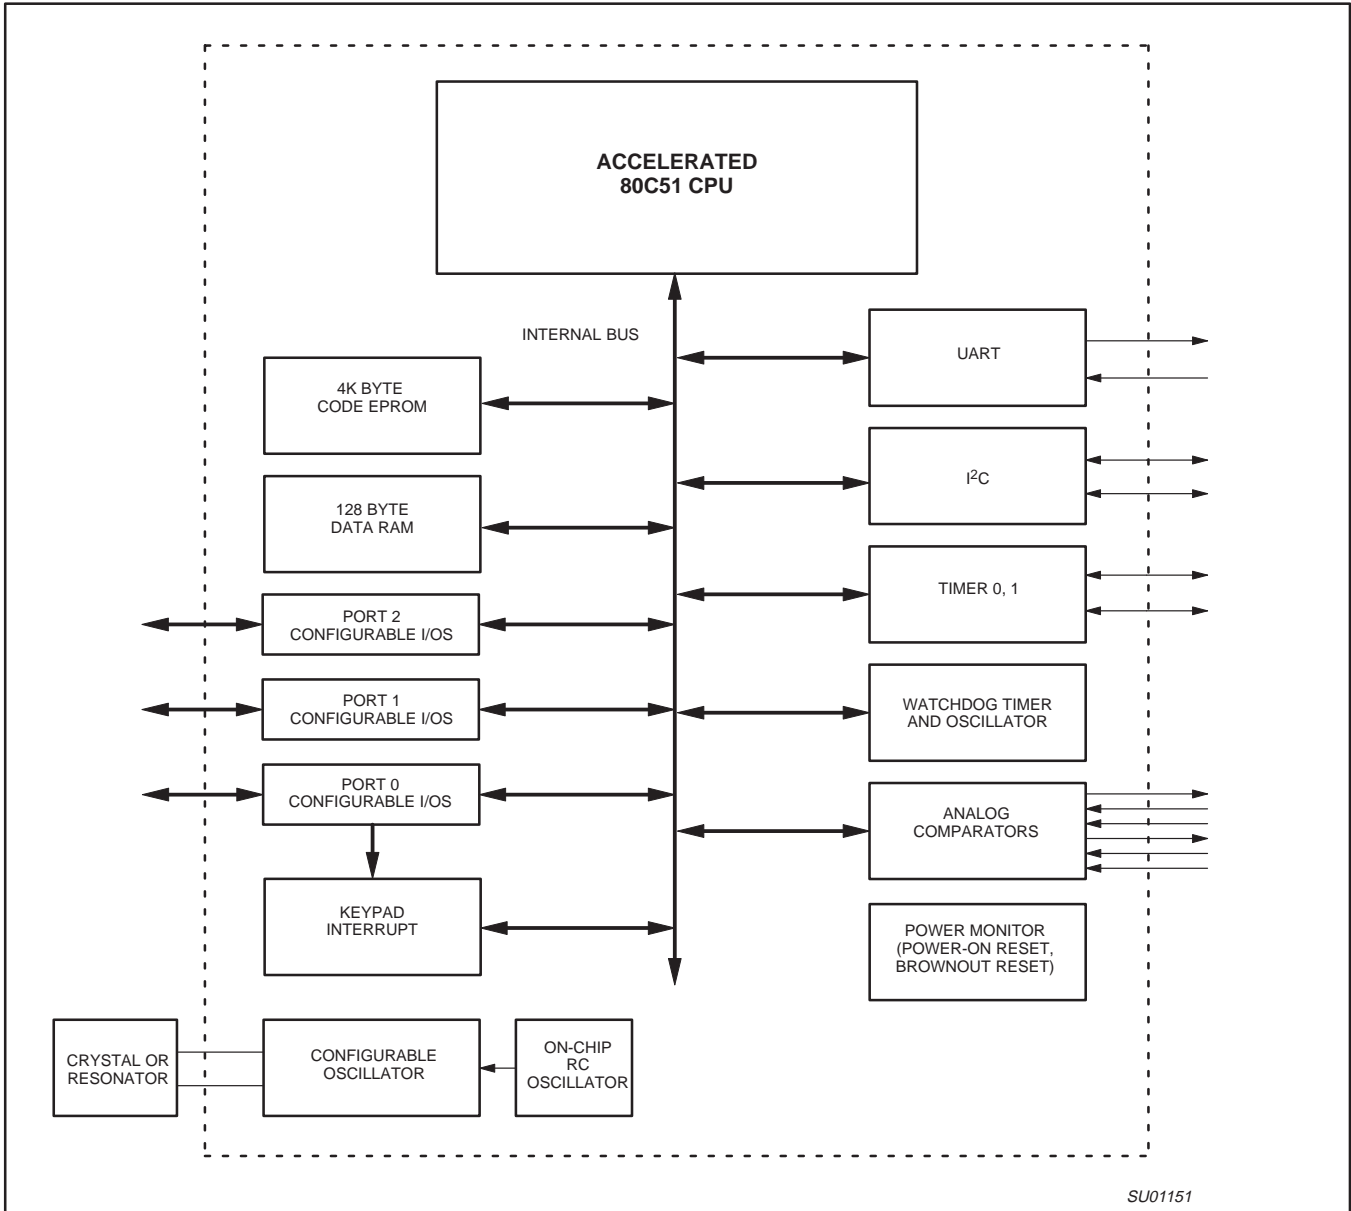 ACCELERATED
80C51 CPU
INTERNAL BUS
UART
4K BYTE
CODE EPROM
I²C
128 BYTE
DATA RAM
TIMER 0, 1
PORT 2
CONFIGURABLE I/OS
PORT 1
CONFIGURABLE I/OS
WATCHDOG TIMER
AND OSCILLATOR
PORT 0
CONFIGURABLE I/OS
ANALOG
COMPARATORS
KEYPAD
INTERRUPT
POWER MONITOR
(POWER-ON RESET,
BROWNOUT RESET)
CRYSTAL OR
RESONATOR
CONFIGURABLE
OSCILLATOR
ON-CHIP
RC
OSCILLATOR
SU01151